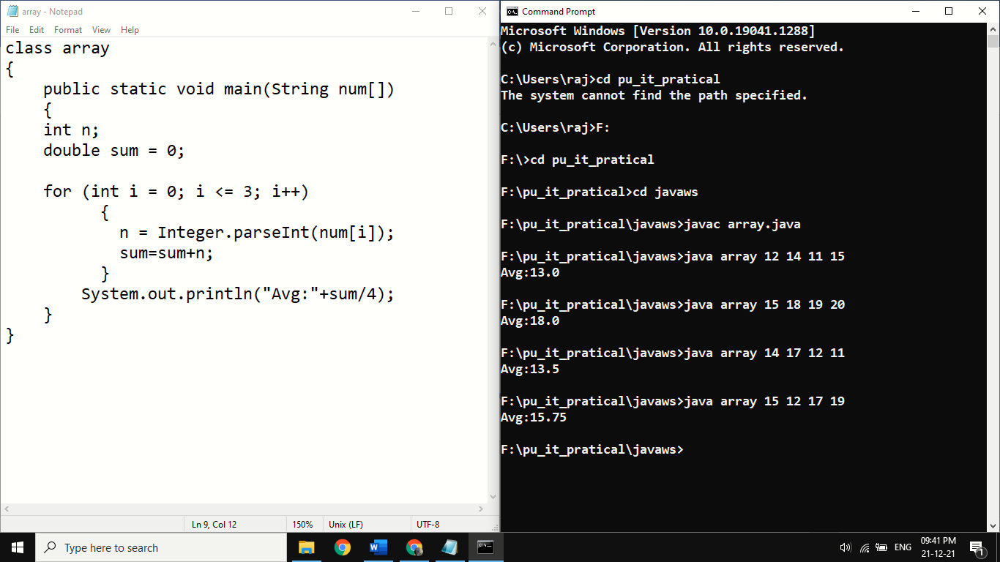 array - Notepad
File Edit Format View Help
class array
{
public static void main(String num[])
{
int n;
double sum = 0;
for (int i = 0; i <= 3; i++)
{
n = Integer.parseInt(num[i]);
sum=sum+n;
}
System.out.println("Avg:"+sum/4);
}
}
Ln 9, Col 12 150% Unix (LF) UTF-8
Command Prompt
Microsoft Windows [Version 10.0.19041.1288]
(c) Microsoft Corporation. All rights reserved.
C:\Users\raj>cd pu_it_pratical
The system cannot find the path specified.
C:\Users\raj>F:
F:\>cd pu_it_pratical
F:\pu_it_pratical>cd javaws
F:\pu_it_pratical\javaws>javac array.java
F:\pu_it_pratical\javaws>java array 12 14 11 15
Avg:13.0
F:\pu_it_pratical\javaws>java array 15 18 19 20
Avg:18.0
F:\pu_it_pratical\javaws>java array 14 17 12 11
Avg:13.5
F:\pu_it_pratical\javaws>java array 15 12 17 19
Avg:15.75
F:\pu_it_pratical\javaws>
Type here to search
ENG
09:41 PM
21-12-21
1